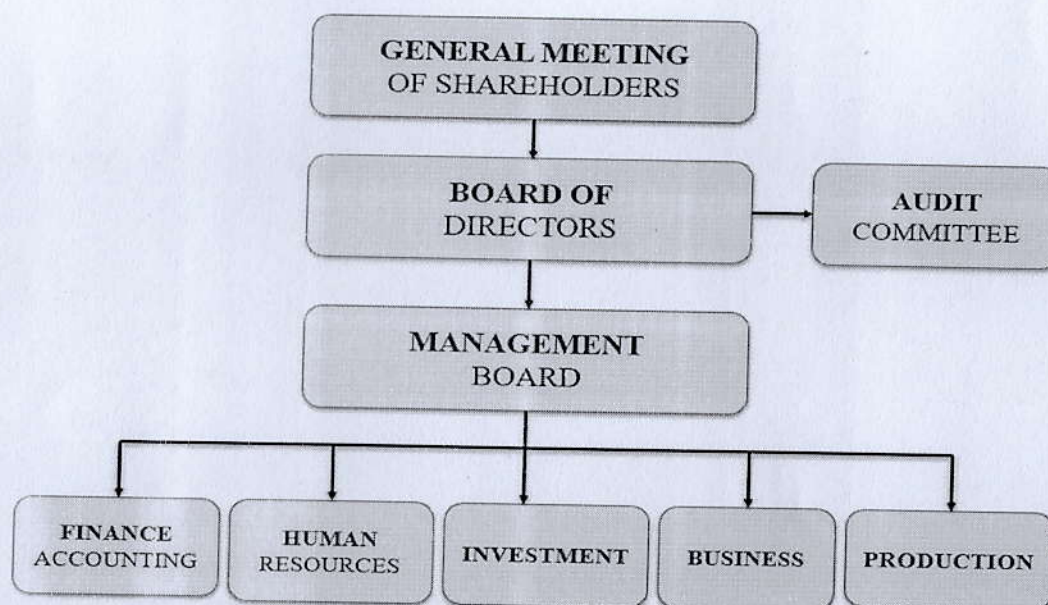 GENERAL MEETING
OF SHAREHOLDERS
BOARD OF
DIRECTORS
AUDIT
COMMITTEE
MANAGEMENT
BOARD
FINANCE
ACCOUNTING
HUMAN
RESOURCES
INVESTMENT
BUSINESS
PRODUCTION